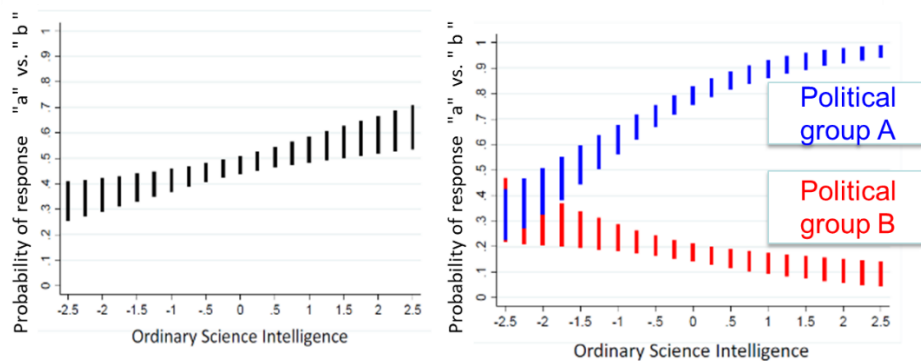 Probability of response "a" vs. " b "
1
.9
.8
.7
.6
.5
.4
.3
.2
.1
0
-2.5 -2 -1.5 -1 -.5 0 .5 1 1.5 2 2.5
Ordinary Science Intelligence
Probability of response "a" vs. " b "
1
.9
.8
.7
.6
.5
.4
.3
.2
.1
0
-2.5 -2 -1.5 -1 -.5 0 .5 1 1.5 2 2.5
Ordinary Science Intelligence
Political
group A
Political
group B